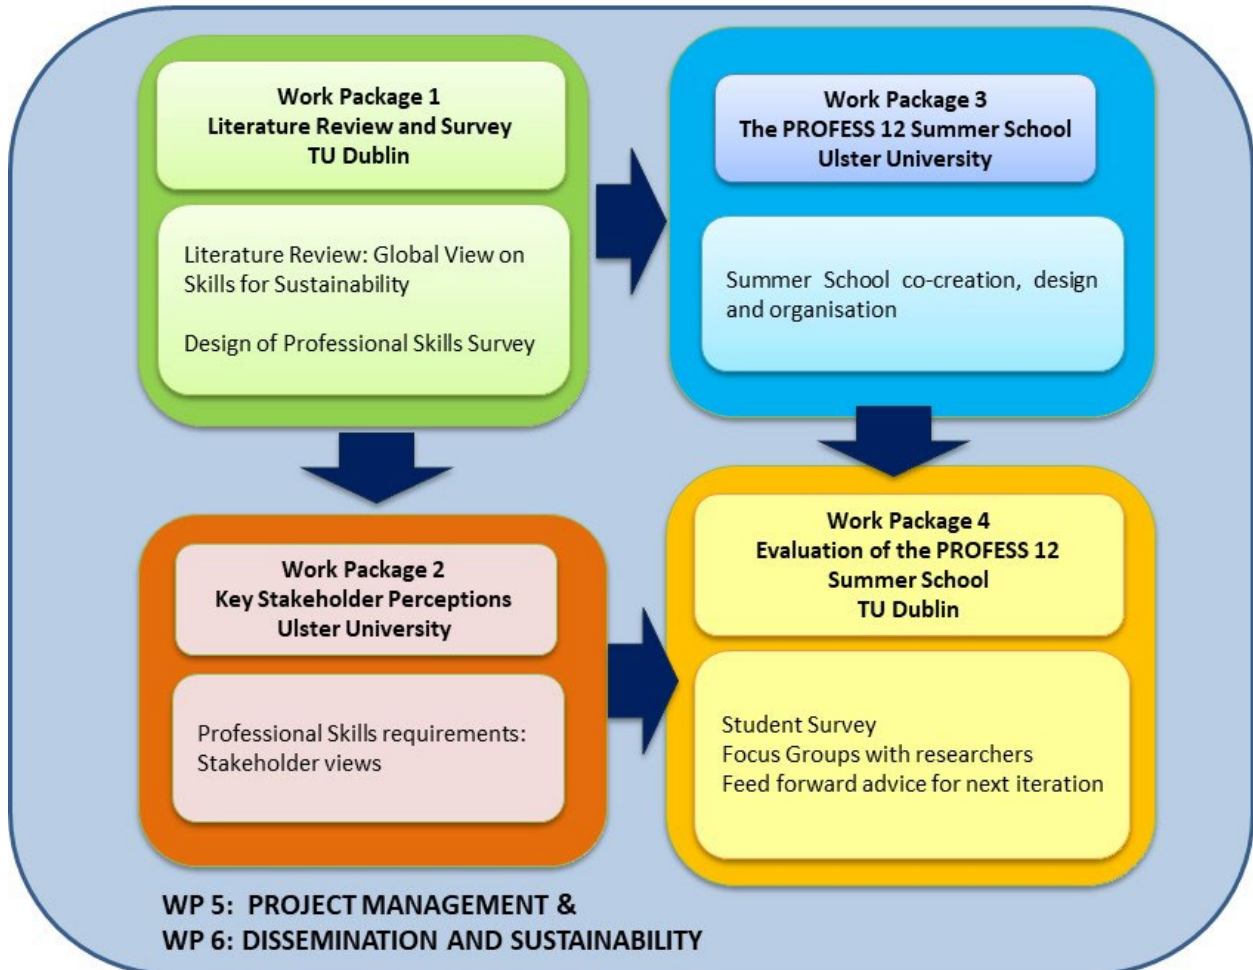 Work Package 1
Literature Review and Survey
TU Dublin
Literature Review: Global View on
Skills for Sustainability
Design of Professional Skills Survey
Work Package 3
The PROFESS 12 Summer School
Ulster University
Summer School co-creation, design
and organisation
Work Package 2
Key Stakeholder Perceptions
Ulster University
Professional Skills requirements:
Stakeholder views
Work Package 4
Evaluation of the PROFESS 12
Summer School
TU Dublin
Student Survey
Focus Groups with researchers
Feed forward advice for next iteration
WP 5: PROJECT MANAGEMENT &
WP 6: DISSEMINATION AND SUSTAINABILITY